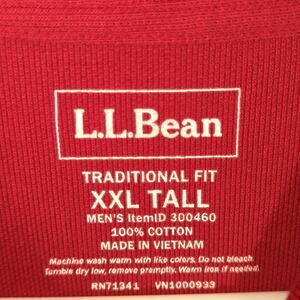 L.L.Bean
TRADITIONAL FIT
XXL TALL
MEN'S ItemID 300460
100% COTTON
MADE IN VIETNAM
Machine wash warm with like colors. Do not bleach.
Tumble dry low, remove promptly. Warm iron if needed.
RN71341 VN1000933